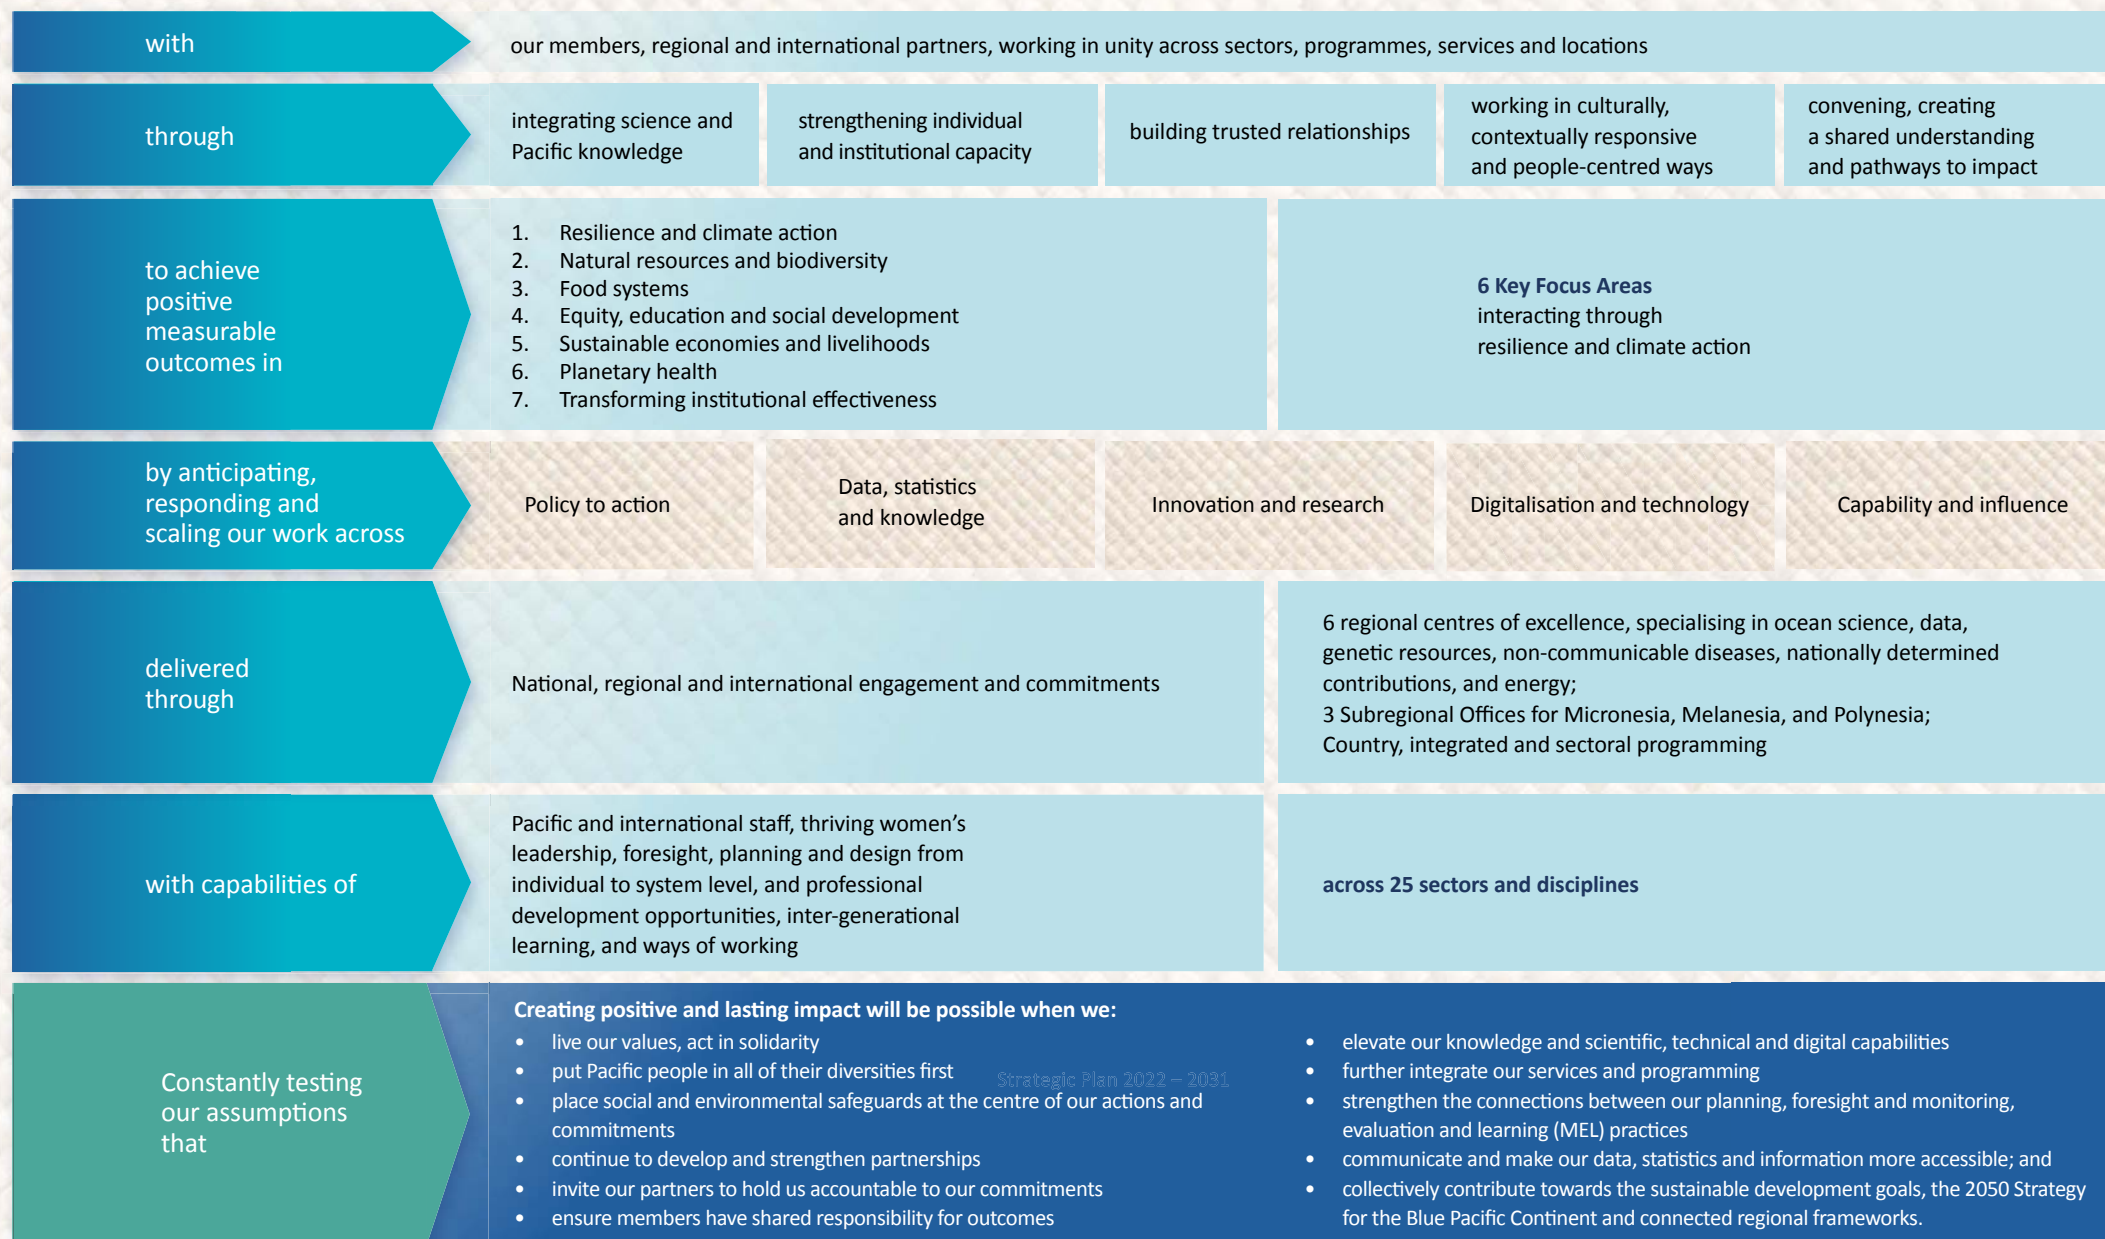 with
our members, regional and international partners, working in unity across sectors, programmes, services and locations
through
integrating science and
Pacific knowledge
strengthening individual
and institutional capacity
building trusted relationships
working in culturally,
contextually responsive
and people-centred ways
convening, creating
a shared understanding
and pathways to impact
to achieve
positive
measurable
outcomes in
1. Resilience and climate action
2. Natural resources and biodiversity
3. Food systems
4. Equity, education and social development
5. Sustainable economies and livelihoods
6. Planetary health
7. Transforming institutional effectiveness
6 Key Focus Areas
interacting through
resilience and climate action
by anticipating,
responding and
scaling our work across
Policy to action
Data, statistics
and knowledge
Innovation and research
Digitalisation and technology
Capability and influence
delivered
through
National, regional and international engagement and commitments
6 regional centres of excellence, specialising in ocean science, data,
genetic resources, non-communicable diseases, nationally determined
contributions, and energy;
3 Subregional Offices for Micronesia, Melanesia, and Polynesia;
Country, integrated and sectoral programming
with capabilities of
Pacific and international staff, thriving women's
leadership, foresight, planning and design from
individual to system level, and professional
development opportunities, inter-generational
learning, and ways of working
across 25 sectors and disciplines
Constantly testing
our assumptions
that
Creating positive and lasting impact will be possible when we:
• live our values, act in solidarity
• put Pacific people in all of their diversities first
• place social and environmental safeguards at the centre of our actions and
commitments
• continue to develop and strengthen partnerships
• invite our partners to hold us accountable to our commitments
• ensure members have shared responsibility for outcomes
Strategic Plan 2022 – 2031
• elevate our knowledge and scientific, technical and digital capabilities
• further integrate our services and programming
• strengthen the connections between our planning, foresight and monitoring,
evaluation and learning (MEL) practices
• communicate and make our data, statistics and information more accessible; and
• collectively contribute towards the sustainable development goals, the 2050 Strategy
for the Blue Pacific Continent and connected regional frameworks.